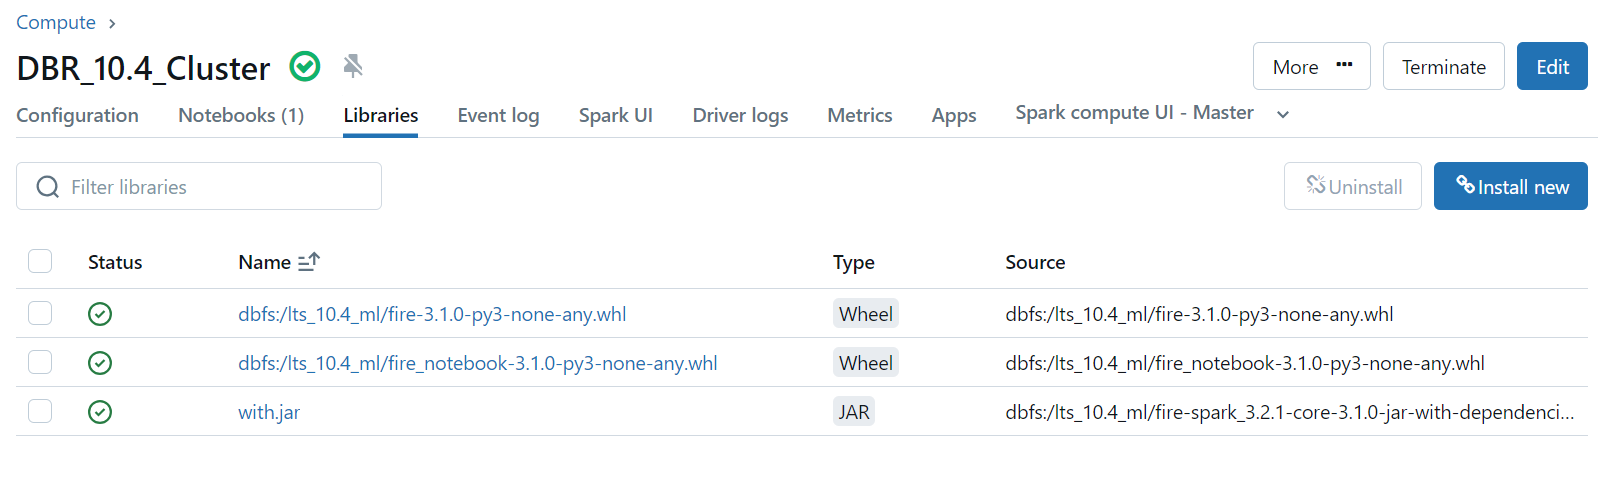 Compute ›
DBR_10.4_Cluster
More ···
Terminate
Edit
Configuration Notebooks (1) Libraries Event log Spark UI Driver logs Metrics Apps Spark compute UI - Master
Filter libraries
Uninstall
Install new
Status Name Type Source
dbfs:/lts_10.4_ml/fire-3.1.0-py3-none-any.whl Wheel dbfs:/lts_10.4_ml/fire-3.1.0-py3-none-any.whl
dbfs:/lts_10.4_ml/fire_notebook-3.1.0-py3-none-any.whl Wheel dbfs:/lts_10.4_ml/fire_notebook-3.1.0-py3-none-any.whl
with.jar JAR dbfs:/lts_10.4_ml/fire-spark_3.2.1-core-3.1.0-jar-with-dependenci...